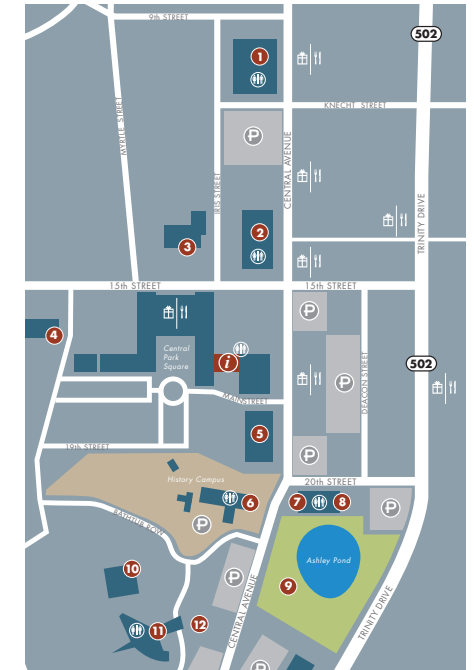 9th STREET
502
1
KNECHT STREET
MYRTLE STREET
P
IRIS STREET
CENTRAL AVENUE
TRINITY DRIVE
2
3
15th STREET
15th STREET
P
4
Central
Park
Square
i
502
P
DEACON STREET
MAINSTREET
5
19th STREET
P
History Campus
20th STREET
6
7
8
P
P
BATHTUB ROW
Ashley Pond
10
P
9
12
11
CENTRAL AVENUE
TRINITY DRIVE
P